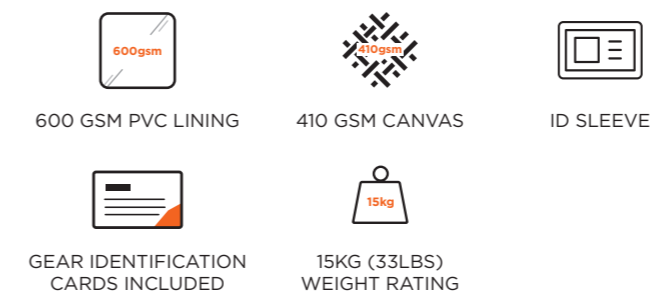 600gsm
410gsm
600 GSM PVC LINING
410 GSM CANVAS
ID SLEEVE
15kg
GEAR IDENTIFICATION
CARDS INCLUDED
15KG (33LBS)
WEIGHT RATING